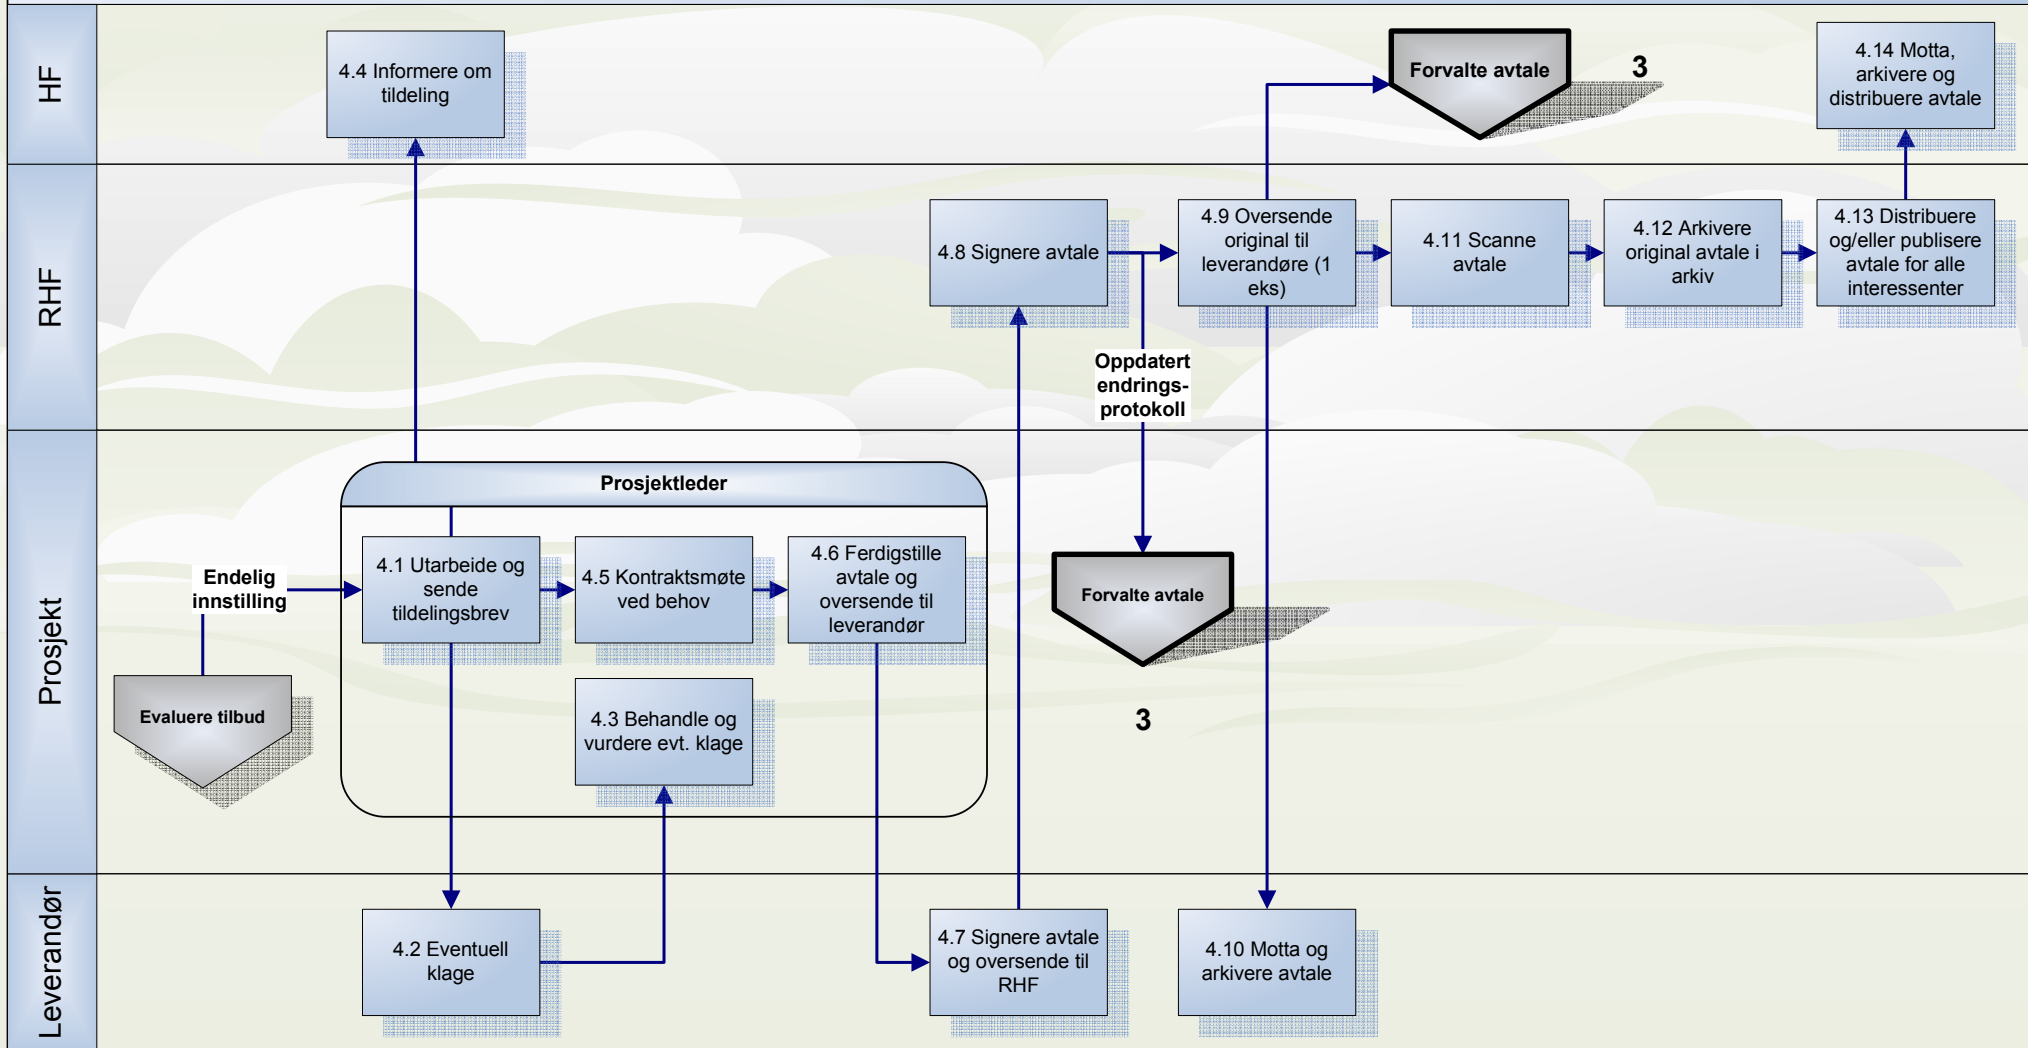 HF
4.4 Informere om
tildeling
Forvalte avtale
3
4.14 Motta,
arkivere og
distribuere avtale
RHF
4.8 Signere avtale
4.9 Oversende
original til
leverandøre (1
eks)
4.11 Scanne
avtale
4.12 Arkivere
original avtale i
arkiv
4.13 Distribuere
og/eller publisere
avtale for alle
interessenter
Oppdatert
endrings-
protokoll
Prosjekt
Prosjektleder
Endelig
innstilling
4.1 Utarbeide og
sende
tildelingsbrev
4.5 Kontraktsmøte
ved behov
4.6 Ferdigstille
avtale og
oversende til
leverandør
Forvalte avtale
3
Evaluere tilbud
4.3 Behandle og
vurdere evt. klage
Leverandør
4.2 Eventuell
klage
4.7 Signere avtale
og oversende til
RHF
4.10 Motta og
arkivere avtale